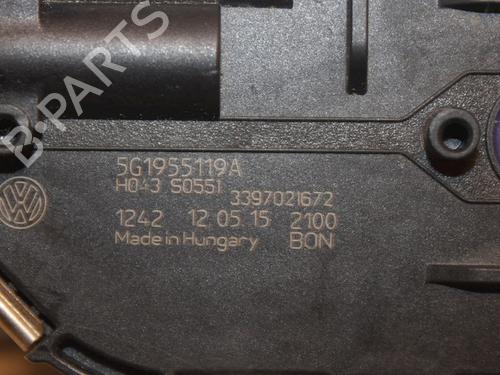 B-PARTS
5G1955119A
H043 S0551
3397021672
1242 12.05.15 2100
Made in Hungary BON